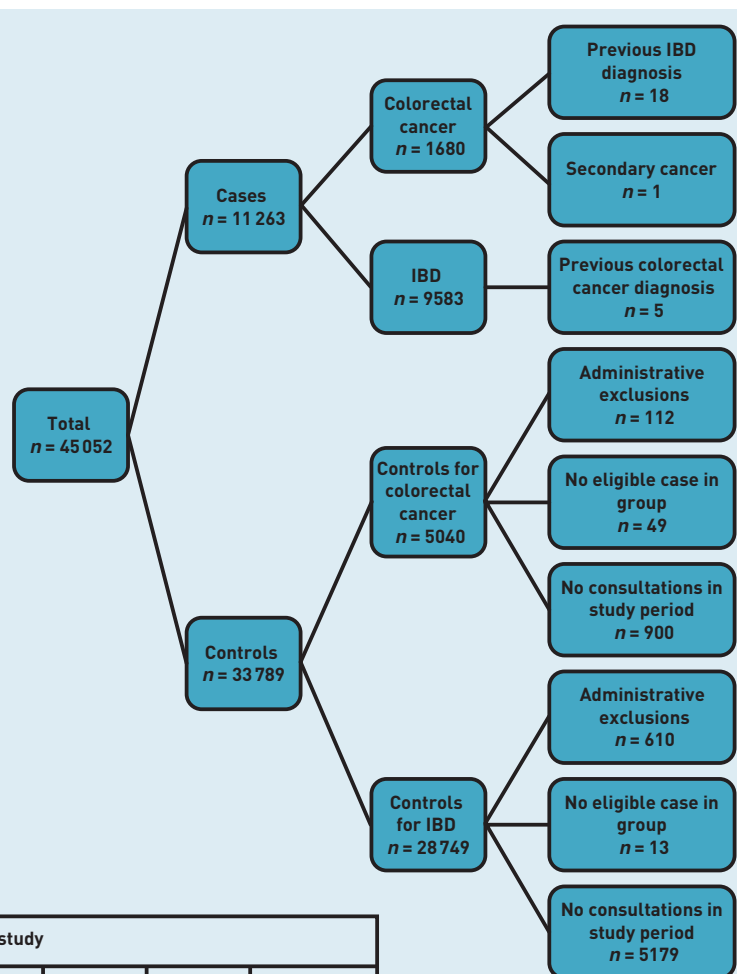 Total
n = 45 052
Cases
n = 11 263
Controls
n = 33 789
Colorectal
cancer
n = 1680
IBD
n = 9583
Controls for
colorectal
cancer
n = 5040
Controls
for IBD
n = 28 749
Previous IBD
diagnosis
n = 18
Secondary cancer
n = 1
Previous colorectal
cancer diagnosis
n = 5
Administrative
exclusions
n = 112
No eligible case in
group
n = 49
No consultations in
study period
n = 900
Administrative
exclusions
n = 610
No eligible case in
group
n = 13
No consultations in
study period
n = 5179
study